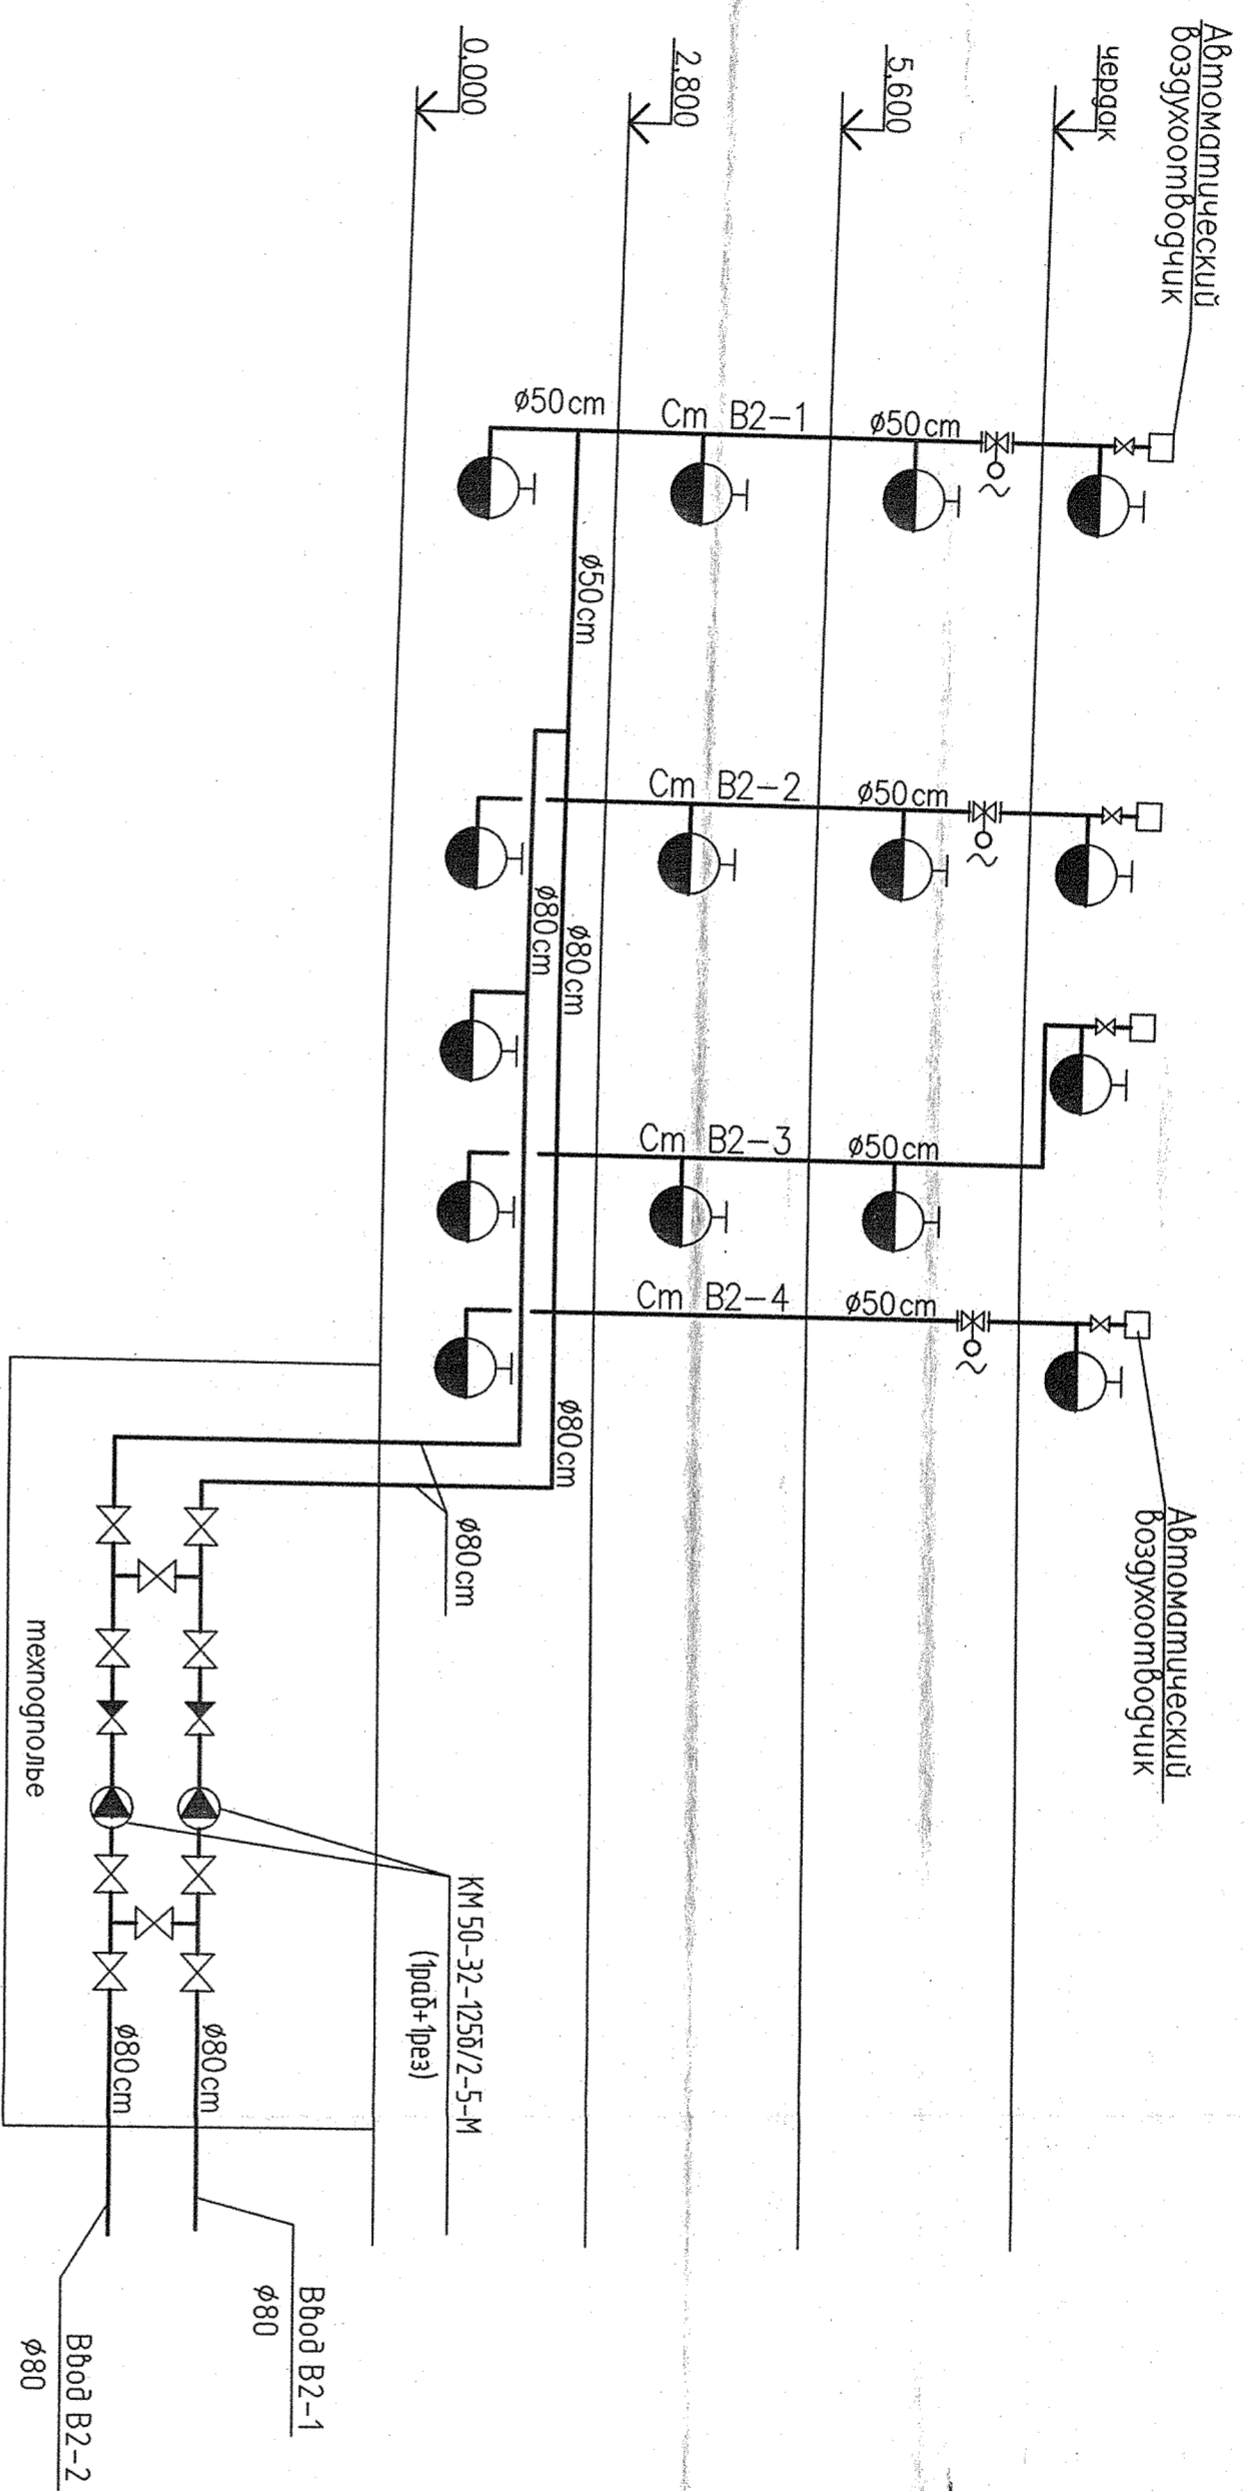 Автоматический
воздухоотводчик
чердак
5,600
2,800
0,000
ø50ст
Ст В2-1
ø50ст
ø50ст
Ст В2-2
ø50ст
ø80ст
ø80ст
Ст В2-3
ø50ст
Ст В2-4
ø50ст
ø80ст
ø80ст
Автоматический
воздухоотводчик
техподполье
КМ 50-32-125б/2-5-М
(1раб+1рез)
ø80ст
ø80ст
Ввод В2-1
ø80
Ввод В2-2
ø80